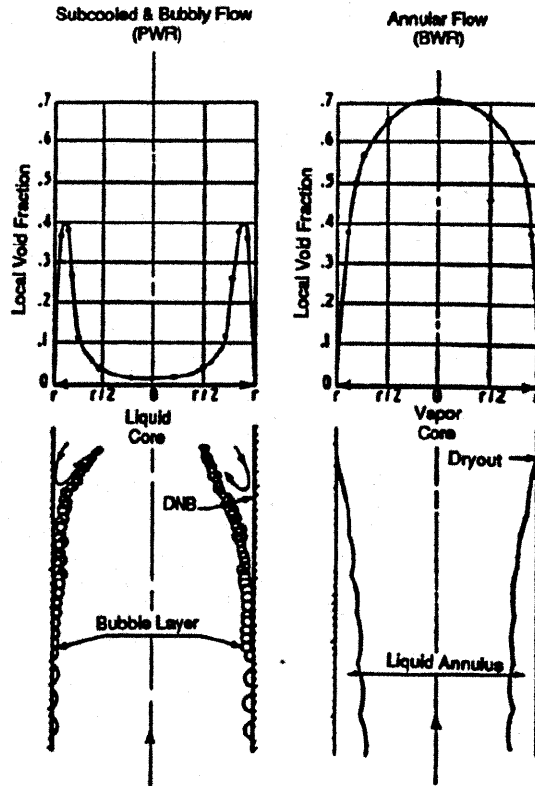 Subcooled & Bubbly Flow
(PWR)
Local Void Fraction
.7
.6
.5
.4
.3
.2
.1
0
r
r/2
0
r/2
r
Liquid
Core
DNB
Bubble Layer
Annular Flow
(BWR)
Local Void Fraction
.7
.6
.5
.4
.3
.2
.1
0
r
r/2
0
r/2
Vapor
Core
Dryout
Liquid Annulus